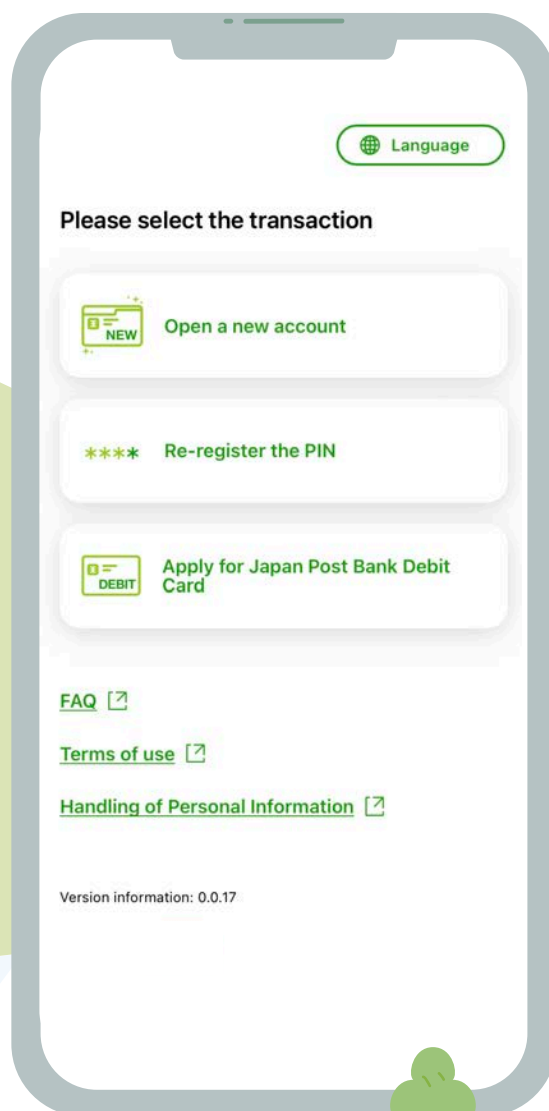 Language
Please select the transaction
NEW
Open a new account
****
Re-register the PIN
DEBIT
Apply for Japan Post Bank Debit
Card
FAQ
Terms of use
Handling of Personal Information
Version information: 0.0.17